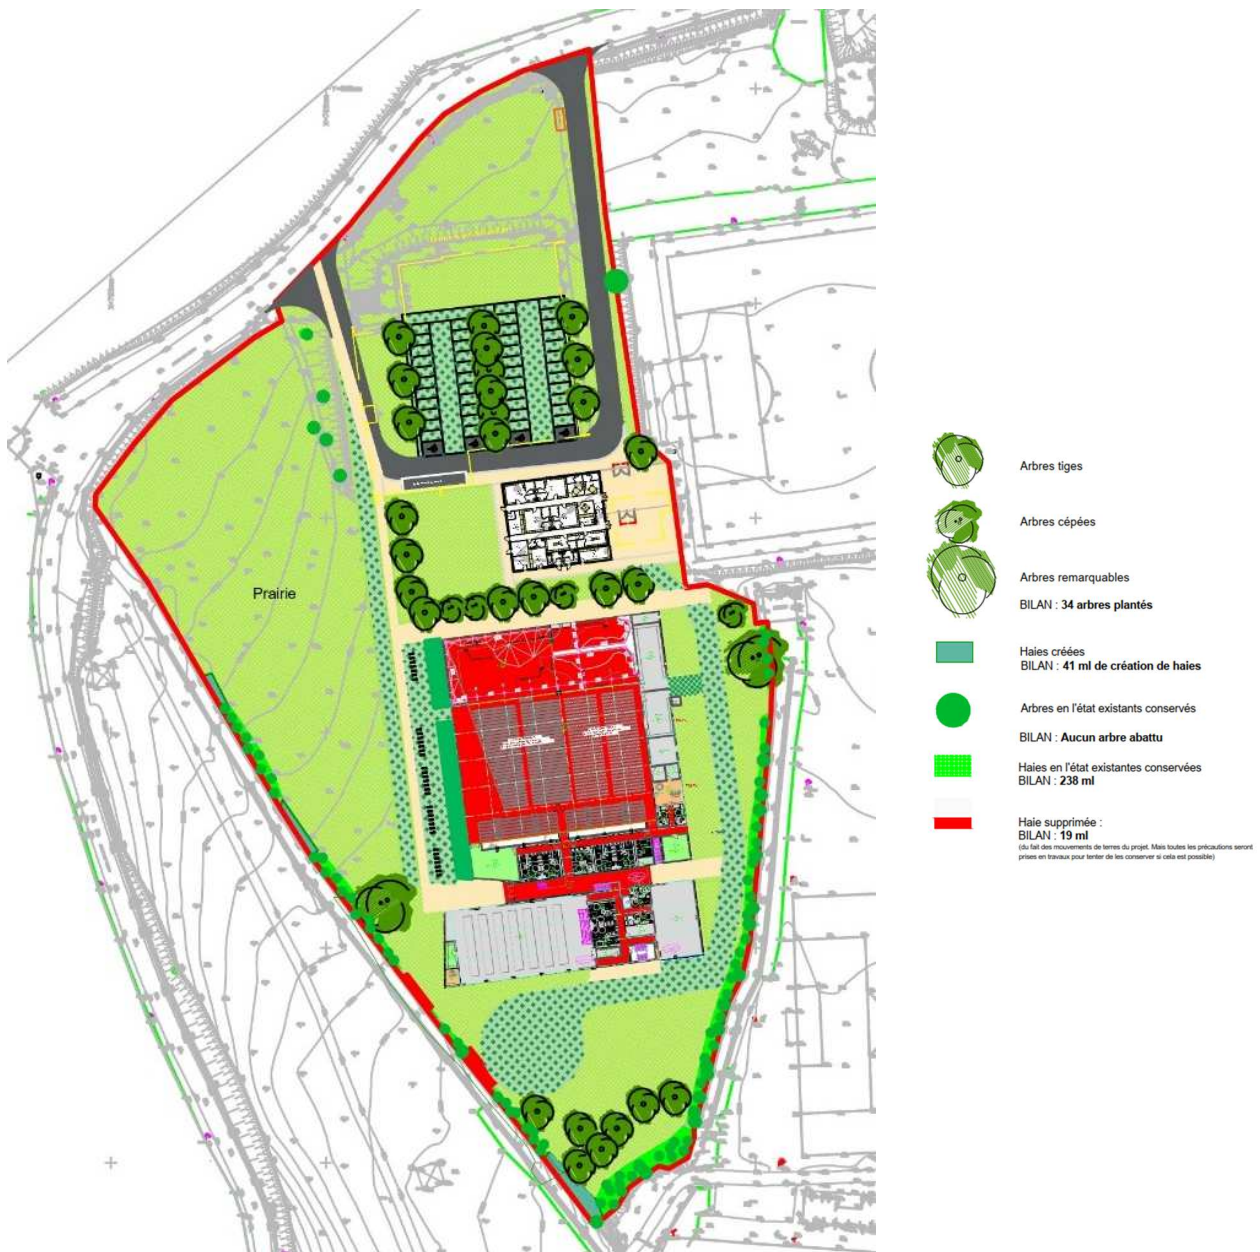 Prairie
Arbres tiges
Arbres cépées
Arbres remarquables
BILAN : 34 arbres plantés
Haies créées
BILAN : 41 ml de création de haies
Arbres en l'état existants conservés
BILAN : Aucun arbre abattu
Haies en l'état existantes conservées
BILAN : 238 ml
Haie supprimée :
BILAN : 19 ml
(du fait des mouvements de terres du projet. Mais toutes les précautions seront
prises en travaux pour tenter de les conserver si cela est possible)